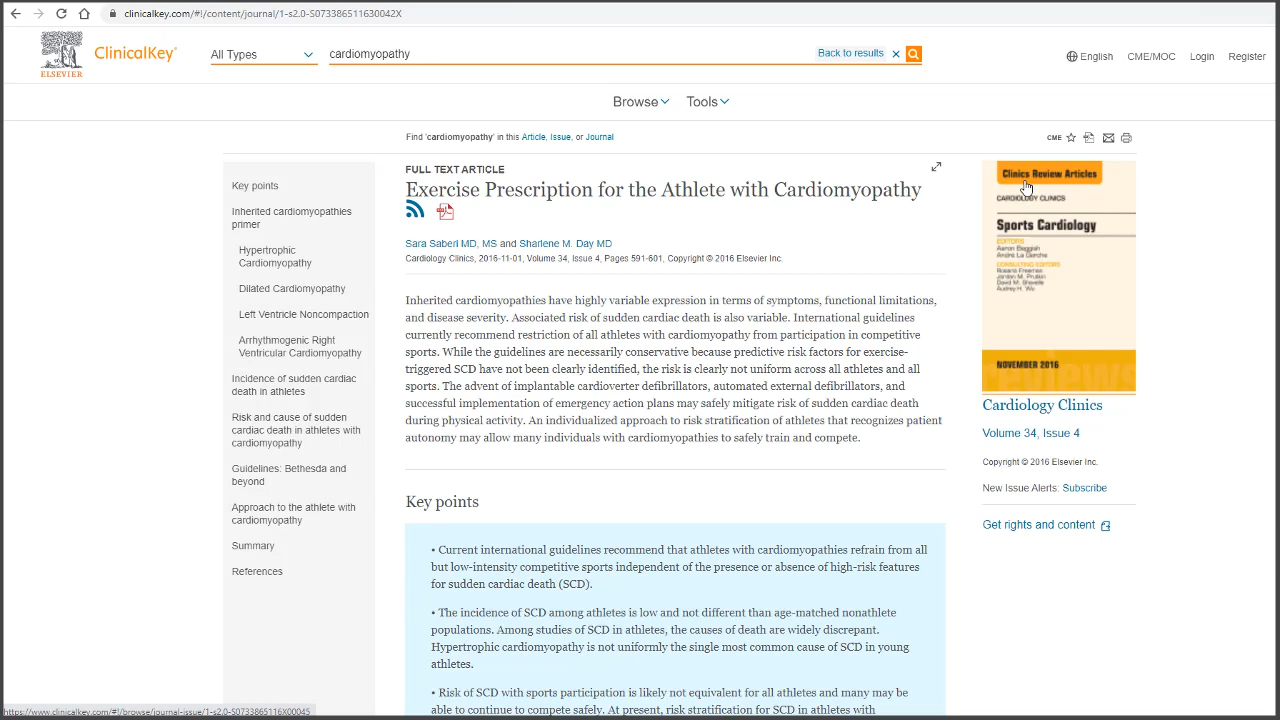 clinicalkey.com/#!/content/journal/1-s2.0-S073386511630042X
ELSEVIER
ClinicalKey®
All Types
cardiomyopathy
Back to results
English
CME/MOC
Login
Register
Browse
Tools
Find 'cardiomyopathy' in this Article, Issue, or Journal
CME
Key points
Inherited cardiomyopathies
primer
Hypertrophic
Cardiomyopathy
Dilated Cardiomyopathy
Left Ventricle Noncompaction
Arrhythmogenic Right
Ventricular Cardiomyopathy
Incidence of sudden cardiac
death in athletes
Risk and cause of sudden
cardiac death in athletes with
cardiomyopathy
Guidelines: Bethesda and
beyond
Approach to the athlete with
cardiomyopathy
Summary
References
FULL TEXT ARTICLE
Exercise Prescription for the Athlete with Cardiomyopathy
Sara Saberi MD, MS and Sharlene M. Day MD
Cardiology Clinics, 2016-11-01, Volume 34, Issue 4, Pages 591-601, Copyright © 2016 Elsevier Inc.
Inherited cardiomyopathies have highly variable expression in terms of symptoms, functional limitations,
and disease severity. Associated risk of sudden cardiac death is also variable. International guidelines
currently recommend restriction of all athletes with cardiomyopathy from participation in competitive
sports. While the guidelines are necessarily conservative because predictive risk factors for exercise-
triggered SCD have not been clearly identified, the risk is clearly not uniform across all athletes and all
sports. The advent of implantable cardioverter defibrillators, automated external defibrillators, and
successful implementation of emergency action plans may safely mitigate risk of sudden cardiac death
during physical activity. An individualized approach to risk stratification of athletes that recognizes patient
autonomy may allow many individuals with cardiomyopathies to safely train and compete.
Key points
• Current international guidelines recommend that athletes with cardiomyopathies refrain from all
but low-intensity competitive sports independent of the presence or absence of high-risk features
for sudden cardiac death (SCD).
• The incidence of SCD among athletes is low and not different than age-matched nonathlete
populations. Among studies of SCD in athletes, the causes of death are widely discrepant.
Hypertrophic cardiomyopathy is not uniformly the single most common cause of SCD in young
athletes.
• Risk of SCD with sports participation is likely not equivalent for all athletes and many may be
able to continue to compete safely. At present, risk stratification for SCD in athletes with
Clinics Review Articles
CARDIOLOGY CLINICS
Sports Cardiology
EDITORS
Aaron Baggish
André La Gerche
CONSULTING EDITORS
Rosario Freeman
Jordan M. Prutkin
David M. Shavelle
Audrey H. Wu
NOVEMBER 2016
Cardiology Clinics
Volume 34, Issue 4
Copyright © 2016 Elsevier Inc.
New Issue Alerts: Subscribe
Get rights and content
https://www.clinicalkey.com/#!/browse/journal-issue/1-s2.0-S0733865116X00045